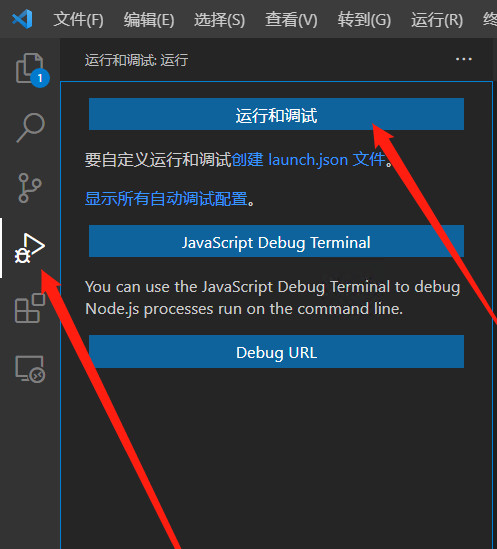 文件(F) 编辑(E) 选择(S) 查看(V) 转到(G) 运行(R) 终
运行和调试: 运行
1
运行和调试
要自定义运行和调试创建 launch.json 文件。
显示所有自动调试配置。
JavaScript Debug Terminal
You can use the JavaScript Debug Terminal to debug
Node.js processes run on the command line.
Debug URL